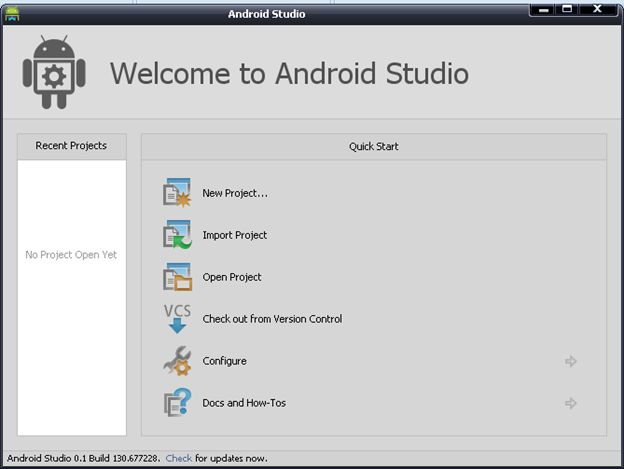 Android Studio
Welcome to Android Studio
Recent Projects
No Project Open Yet
Quick Start
New Project...
Import Project
Open Project
VCS
Check out from Version Control
Configure
Docs and How-Tos
Android Studio 0.1 Build 130.677228. Check for updates now.